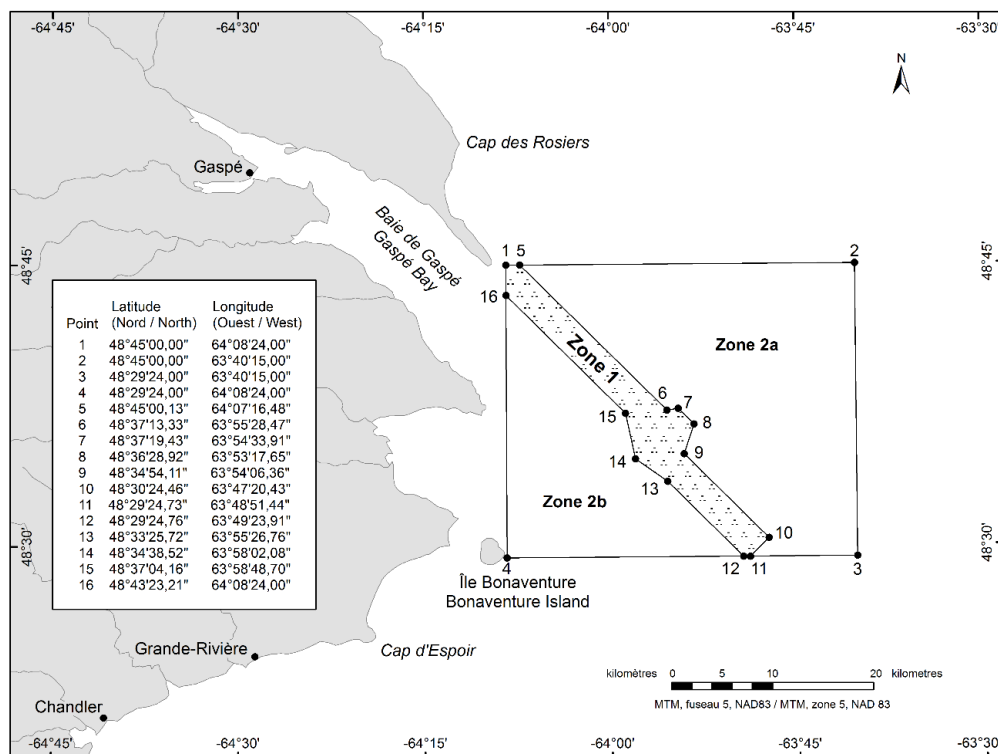 -64°45' -64°30' -64°15' -64°00' -63°45' -63°30'
N
Cap des Rosiers
Gaspé
Baie de Gaspé
Gaspé Bay
48°45' 48°45'
1 5 2
16
Zone 2a
Zone 1
6 7
15 8
9
14
13
Zone 2b
10
48°30' 48°30'
4 12 11 3
Latitude Longitude
Point (Nord / North) (Ouest / West)
1 48°45'00,00" 64°08'24,00"
2 48°45'00,00" 63°40'15,00"
3 48°29'24,00" 63°40'15,00"
4 48°29'24,00" 64°08'24,00"
5 48°45'00,13" 64°07'16,48"
6 48°37'13,33" 63°55'28,47"
7 48°37'19,43" 63°54'33,91"
8 48°36'28,92" 63°53'17,65"
9 48°34'54,11" 63°54'06,36"
10 48°30'24,46" 63°47'20,43"
11 48°29'24,73" 63°48'51,44"
12 48°29'24,76" 63°49'23,91"
13 48°33'25,72" 63°55'26,76"
14 48°34'38,52" 63°58'02,08"
15 48°37'04,16" 63°58'48,70"
16 48°43'23,21" 64°08'24,00"
Île Bonaventure
Bonaventure Island
Grande-Rivière
Cap d'Espoir
Chandler
kilomètres 0 10 20 kilometres
MTM, fuseau 5, NAD83 / MTM, zone 5, NAD 83
-64°45' -64°30' -64°15' -64°00' -63°45' -63°30'